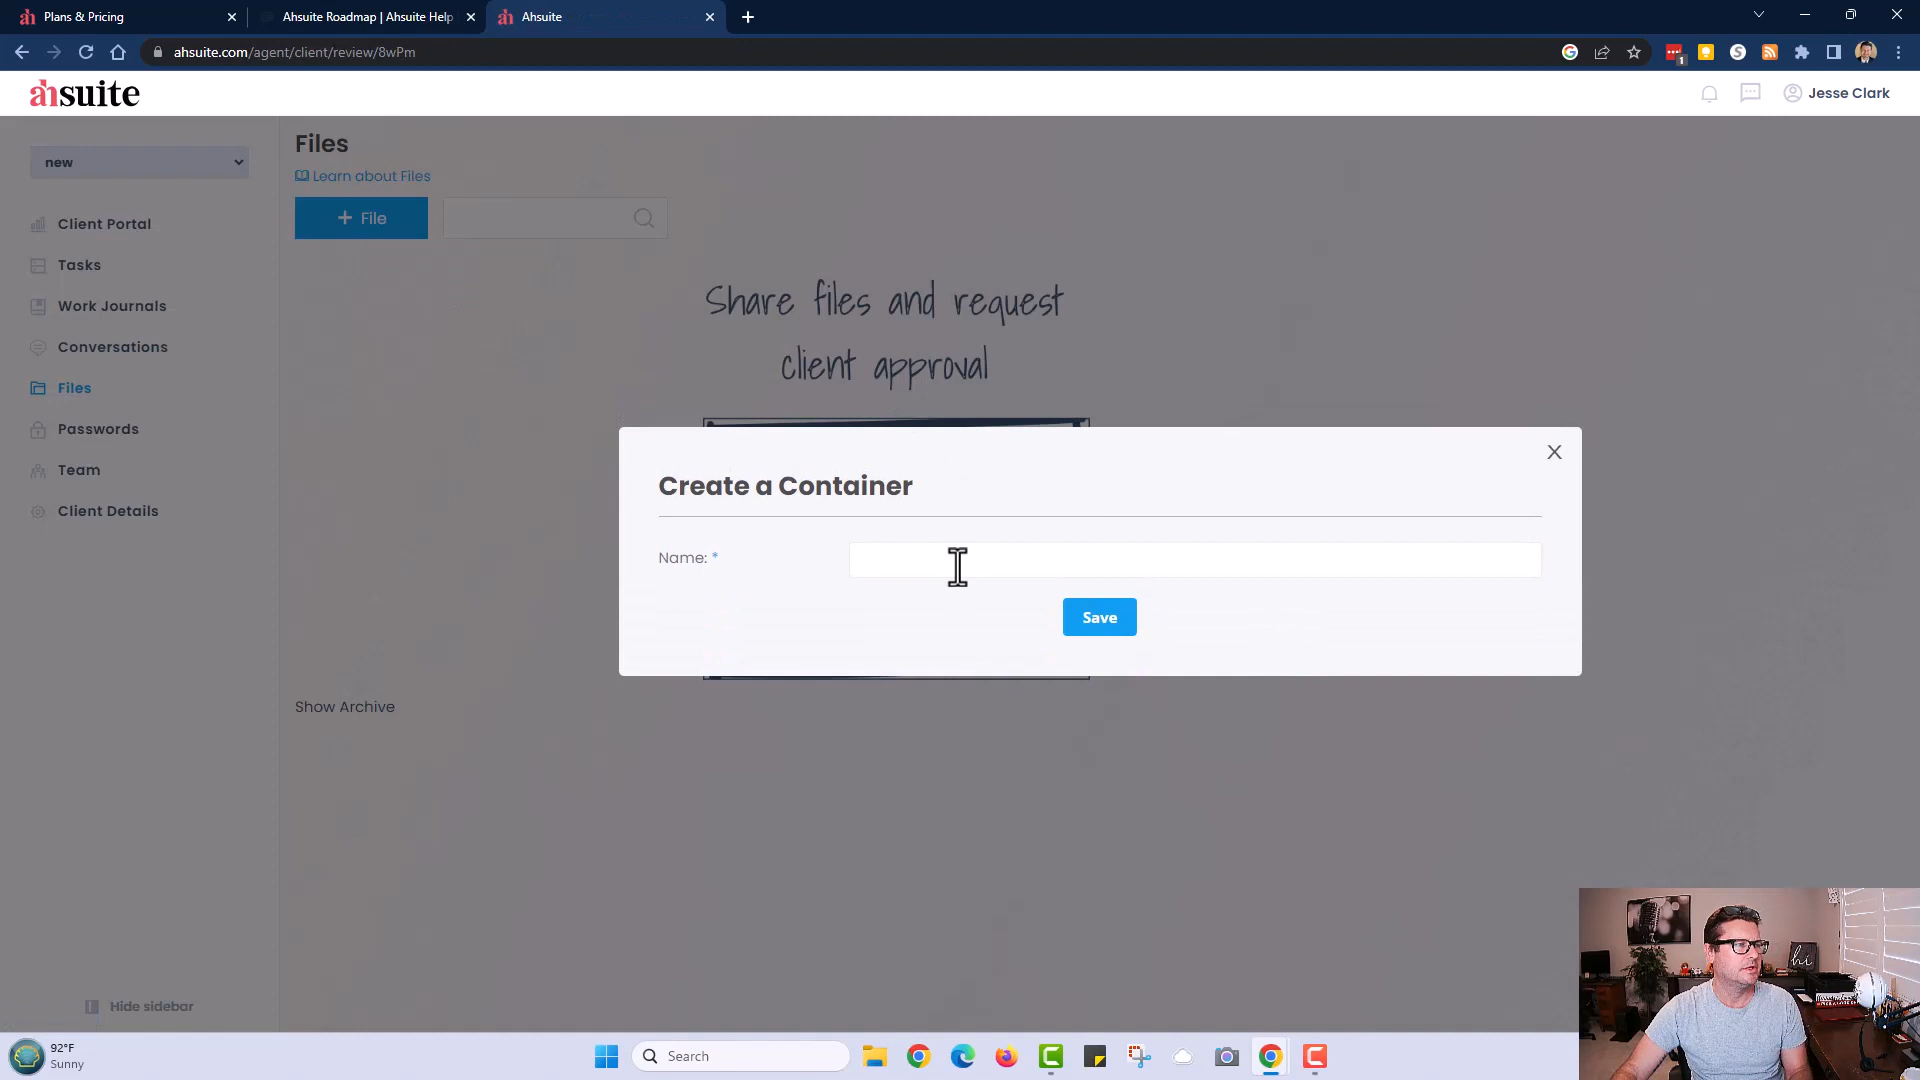 Plans & Pricing
Ahsuite Roadmap | Ahsuite Help
Ahsuite
ahsuite.com/agent/client/review/8wPm
1
ahsuite
Jesse Clark
new
Files
Learn about Files
+ File
Client Portal
Tasks
Work Journals
Conversations
Files
Passwords
Team
Client Details
Share files and request
client approval
Create a Container
X
Name: *
Save
Show Archive
Hide sidebar
hi
92°F
Sunny
Search